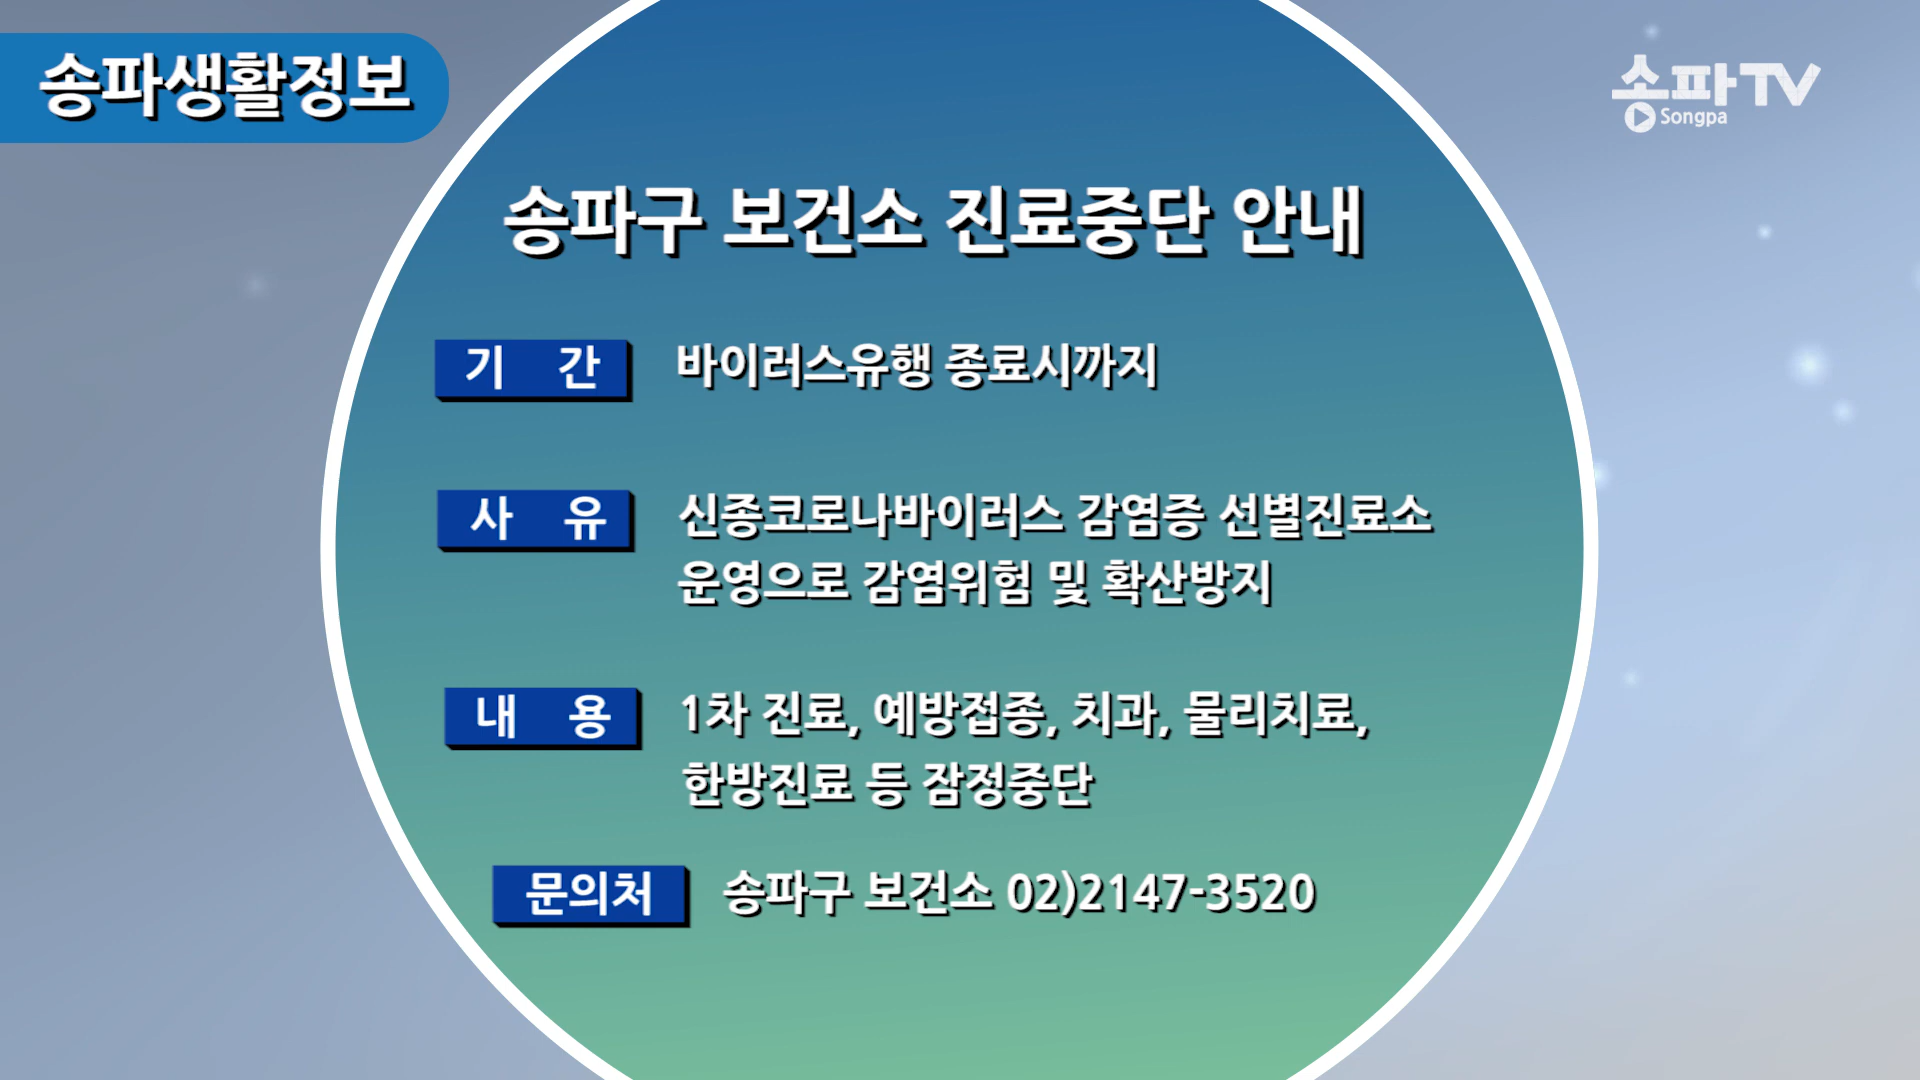 송파생활정보
송파TV
Songpa
송파구 보건소 진료중단 안내
기 간 바이러스유행 종료시까지
사 유 신종코로나바이러스 감염증 선별진료소
운영으로 감염위험 및 확산방지
내 용 1차 진료, 예방접종, 치과, 물리치료,
한방진료 등 잠정중단
문의처 송파구 보건소 02)2147-3520